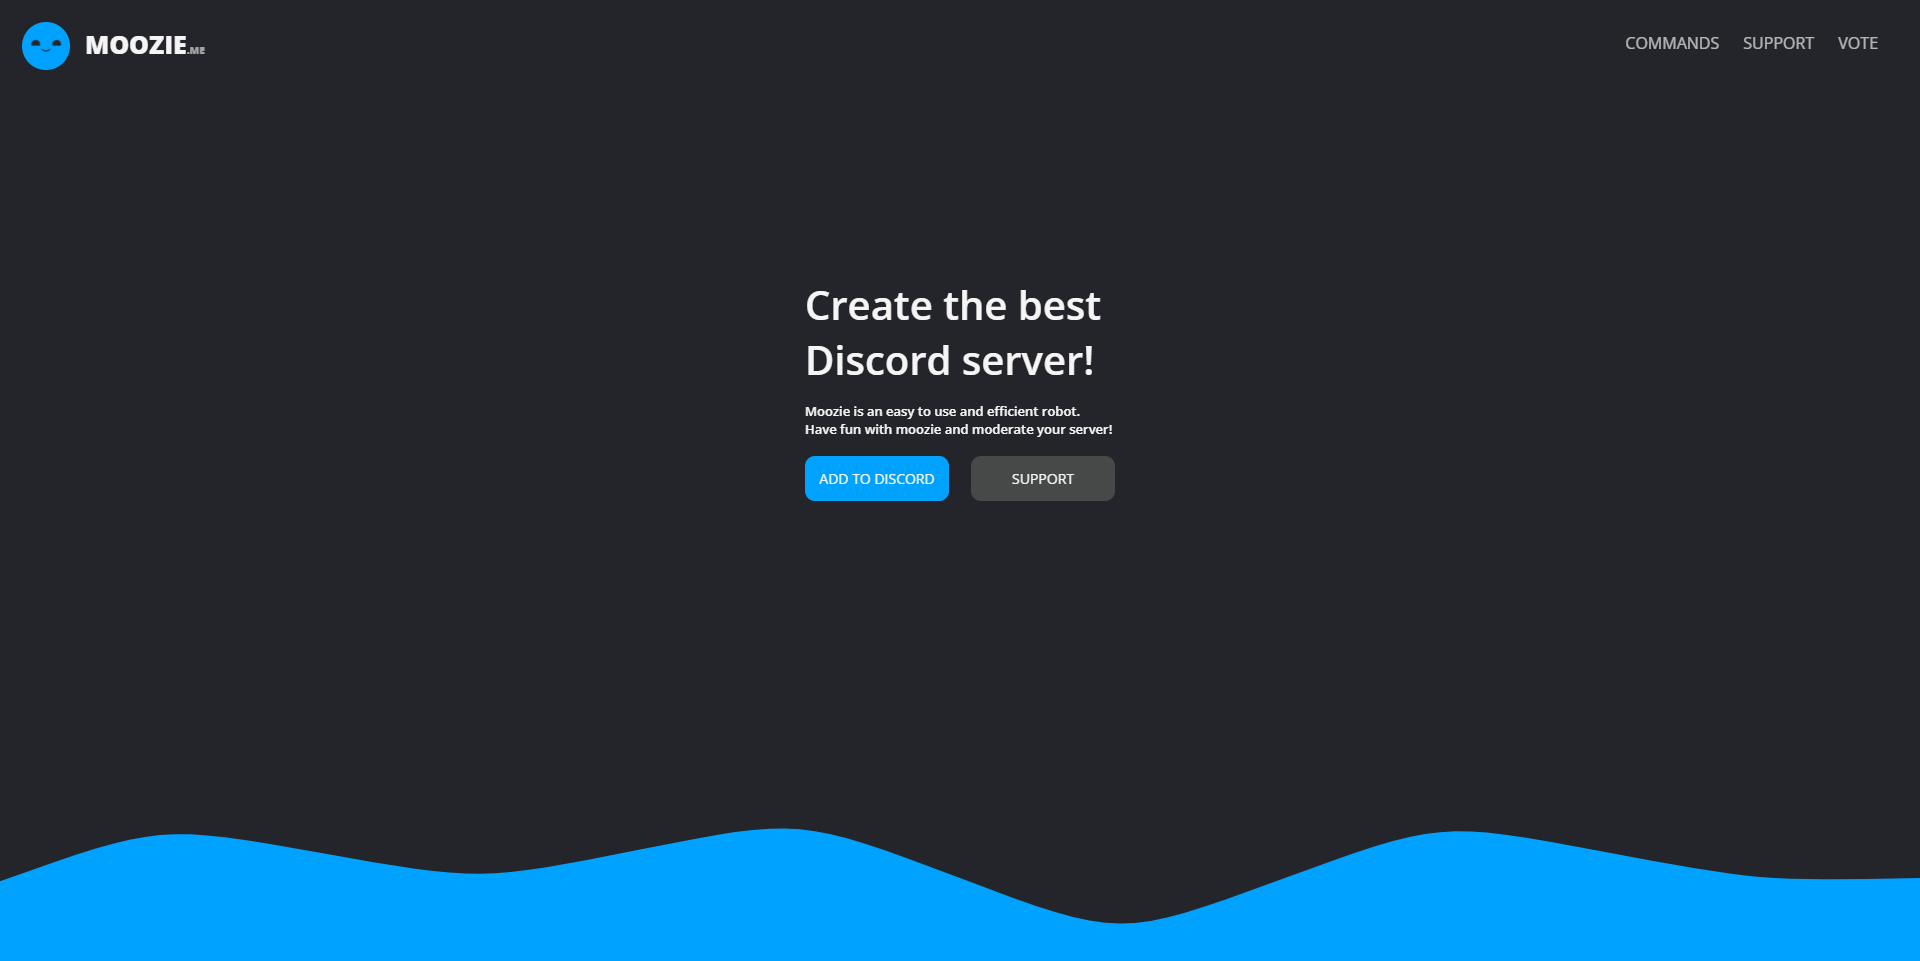 MOOZIE.ME
COMMANDS SUPPORT VOTE
Create the best
Discord server!
Moozie is an easy to use and efficient robot.
Have fun with moozie and moderate your server!
ADD TO DISCORD SUPPORT